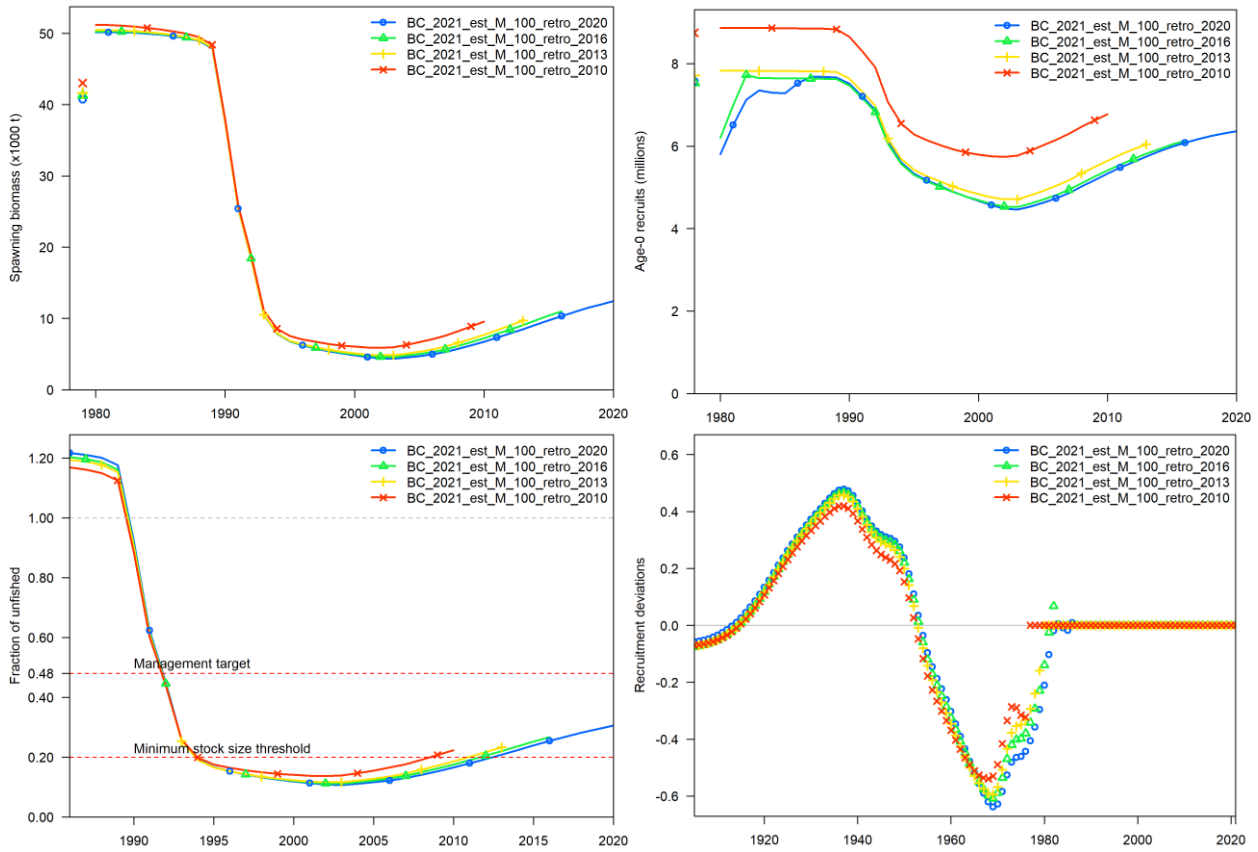 BC_2021_est_M_100_retro_2020
BC_2021_est_M_100_retro_2016
BC_2021_est_M_100_retro_2013
BC_2021_est_M_100_retro_2010
Spawning biomass (x1000 t)
50
40
30
20
10
0
1980 1990 2000 2010 2020
BC_2021_est_M_100_retro_2020
BC_2021_est_M_100_retro_2016
BC_2021_est_M_100_retro_2013
BC_2021_est_M_100_retro_2010
Age-0 recruits (millions)
8
6
4
2
0
1980 1990 2000 2010 2020
BC_2021_est_M_100_retro_2020
BC_2021_est_M_100_retro_2016
BC_2021_est_M_100_retro_2013
BC_2021_est_M_100_retro_2010
Fraction of unfished
1.20
1.00
0.80
0.60
Management target
0.48
0.40
Minimum stock size threshold
0.20
0.00
1990 1995 2000 2005 2010 2015 2020
BC_2021_est_M_100_retro_2020
BC_2021_est_M_100_retro_2016
BC_2021_est_M_100_retro_2013
BC_2021_est_M_100_retro_2010
Recruitment deviations
0.6
0.4
0.2
0.0
-0.2
-0.4
-0.6
1920 1940 1960 1980 2000 2021